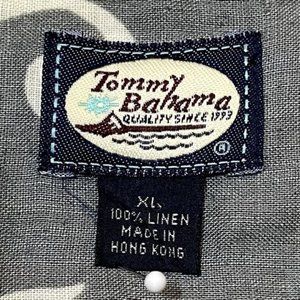 Tommy
Bahama
QUALITY SINCE 1993
®
XL
100% LINEN
MADE IN
HONG KONG